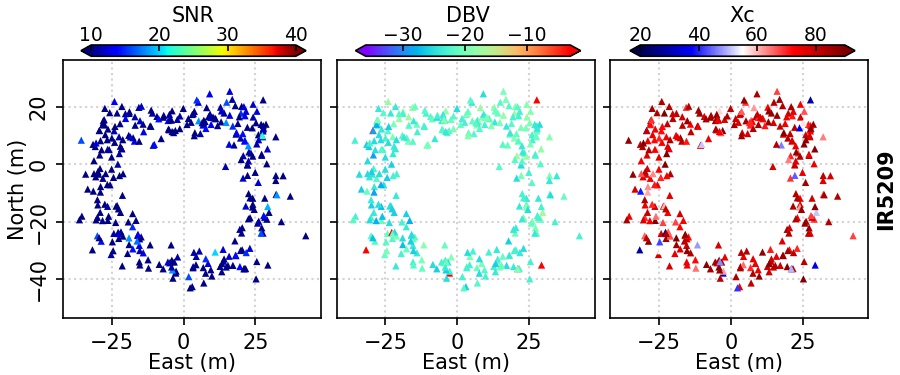 SNR DBV Xc
10 20 30 40 −30 −20 −10 20 40 60 80
20
0
−20
−40
North (m)
IR5209
−25 0 25 −25 0 25 −25 0 25
East (m) East (m) East (m)